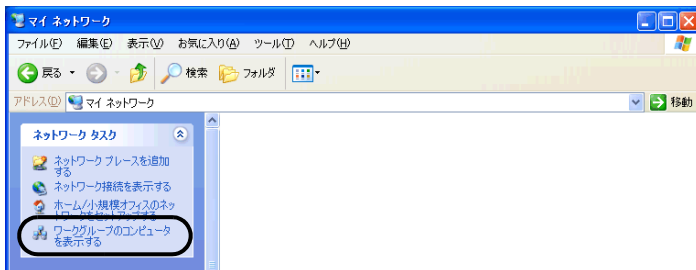 マイ ネットワーク
ファイル(F) 編集(E) 表示(V) お気に入り(A) ツール(T) ヘルプ(H)
戻る 検索 フォルダ
アドレス(D) マイ ネットワーク 移動
ネットワーク タスク
ネットワーク プレースを追加
する
ネットワーク接続を表示する
ホーム/小規模オフィスのネッ
トワークをセットアップする
ワークグループのコンピュータ
を表示する